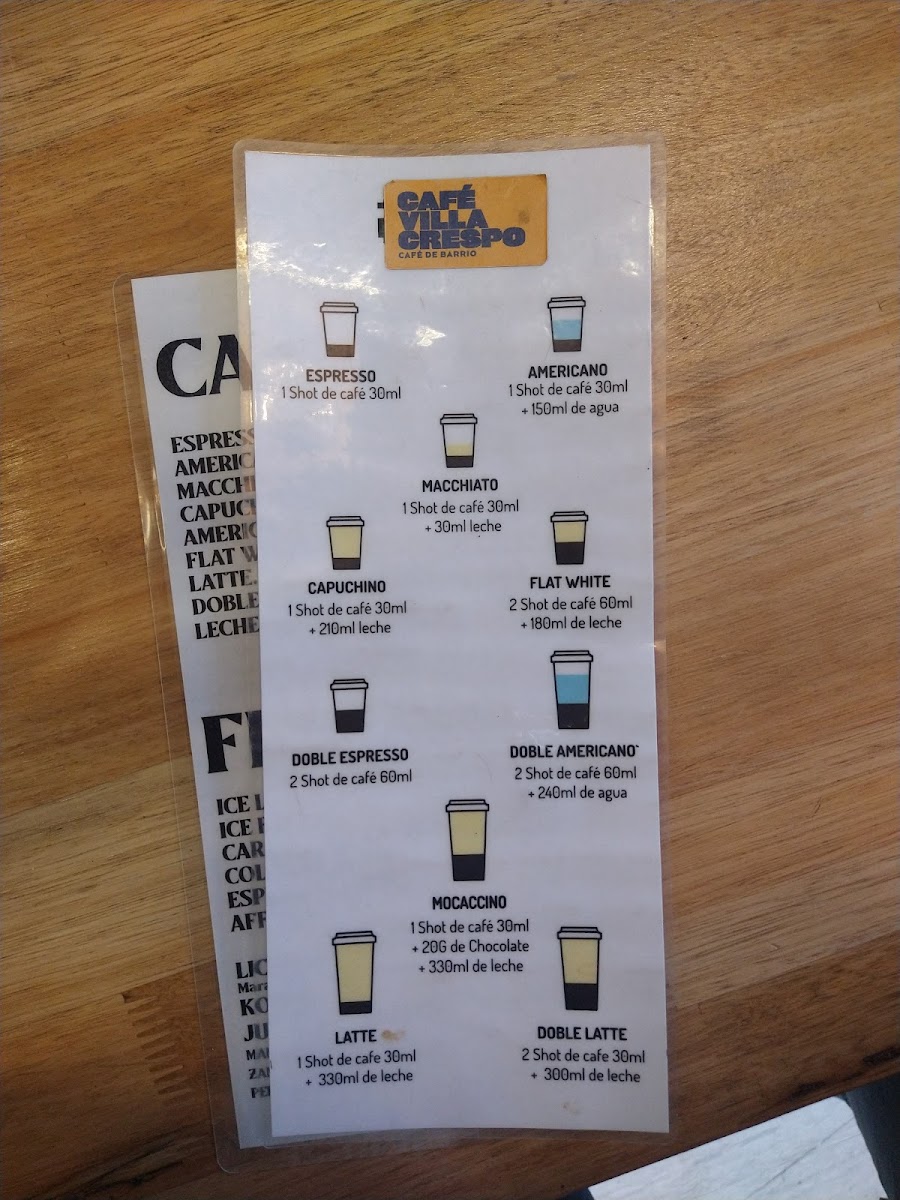 CAFÉ
VILLA
CRESPO
CAFÉ DE BARRIO
ESPRESSO
1 Shot de café 30ml
AMERICANO
1 Shot de café 30ml
+ 150ml de agua
MACCHIATO
1 Shot de café 30ml
+ 30ml leche
CAPUCHINO
1 Shot de café 30ml
+ 210ml leche
FLAT WHITE
2 Shot de café 60ml
+ 180ml de leche
DOBLE ESPRESSO
2 Shot de café 60ml
DOBLE AMERICANO
2 Shot de café 60ml
+ 240ml de agua
MOCACCINO
1 Shot de café 30ml
+ 20G de Chocolate
+ 330ml de leche
LATTE
1 Shot de cafe 30ml
+ 330ml de leche
DOBLE LATTE
2 Shot de cafe 30ml
+ 300ml de leche
FLAT W
LATTE.
DOBLE
LECHE
ICE L